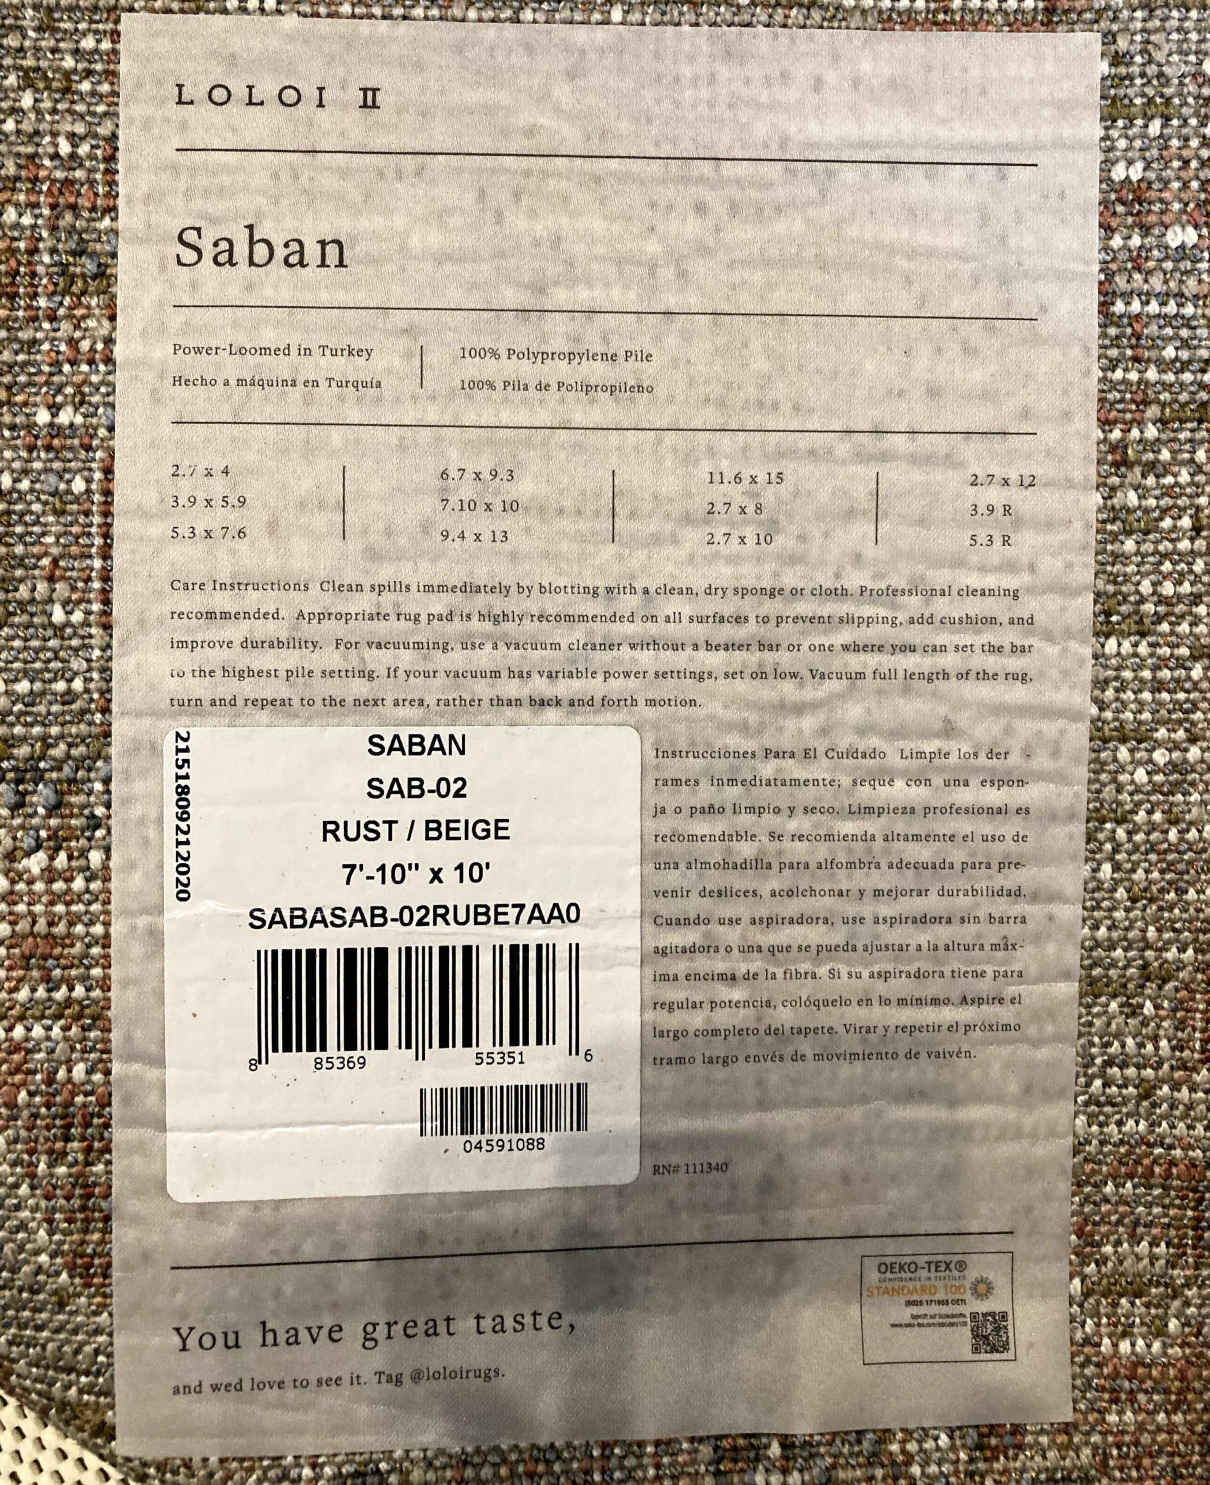 LOLOI II
Saban
Power-Loomed in Turkey
Hecho a máquina en Turquía
100% Polypropylene Pile
100% Pila de Polipropileno
2.7 x 4
3.9 x 5.9
5.3 x 7.6
6.7 x 9.3
7.10 x 10
9.4 x 13
11.6 x 15
2.7 x 8
2.7 x 10
2.7 x 12
3.9 R
5.3 R
Care Instructions  Clean spills immediately by blotting with a clean, dry sponge or cloth. Professional cleaning
recommended.  Appropriate rug pad is highly recommended on all surfaces to prevent slipping, add cushion, and
improve durability.  For vacuuming, use a vacuum cleaner without a beater bar or one where you can set the bar
to the highest pile setting. If your vacuum has variable power settings, set on low. Vacuum full length of the rug,
turn and repeat to the next area, rather than back and forth motion.
215180921 2020
SABAN
SAB-02
RUST / BEIGE
7'-10" x 10'
SABASAB-02RUBE7AA0
8 85369 55351 6
04591088
Instrucciones Para El Cuidado  Limpie los der -
rames inmediatamente; seque con una espon-
ja o paño limpio y seco. Limpieza profesional es
recomendable. Se recomienda altamente el uso de
una almohadilla para alfombra adecuada para pre-
venir deslices, acolchonar y mejorar durabilidad.
Cuando use aspiradora, use aspiradora sin barra
agitadora o una que se pueda ajustar a la altura máx-
ima encima de la fibra. Si su aspiradora tiene para
regular potencia, colóquelo en lo mínimo. Aspire el
largo completo del tapete. Virar y repetir el próximo
tramo largo envés de movimiento de vaivén.
RN# 111340
OEKO-TEX®
CONFIDENCE IN TEXTILES
STANDARD 100
You have great taste,
and wed love to see it. Tag @loloirugs.